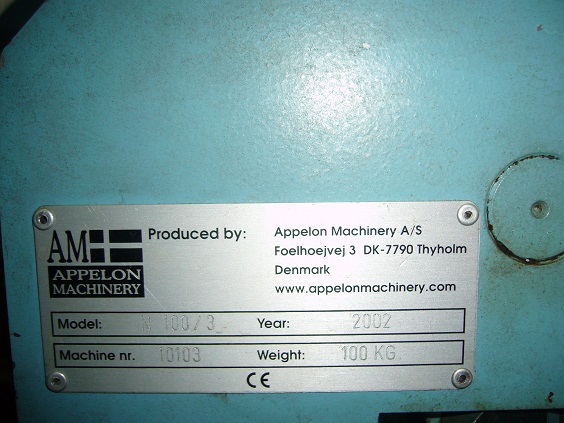 AM
APPELON
MACHINERY
Produced by:
Appelon Machinery A/S
Foelhoejvej 3 DK-7790 Thyholm
Denmark
www.appelonmachinery.com
Model: 100/3 Year: 2002
Machine nr. 10103 Weight: 100 KG.
CE